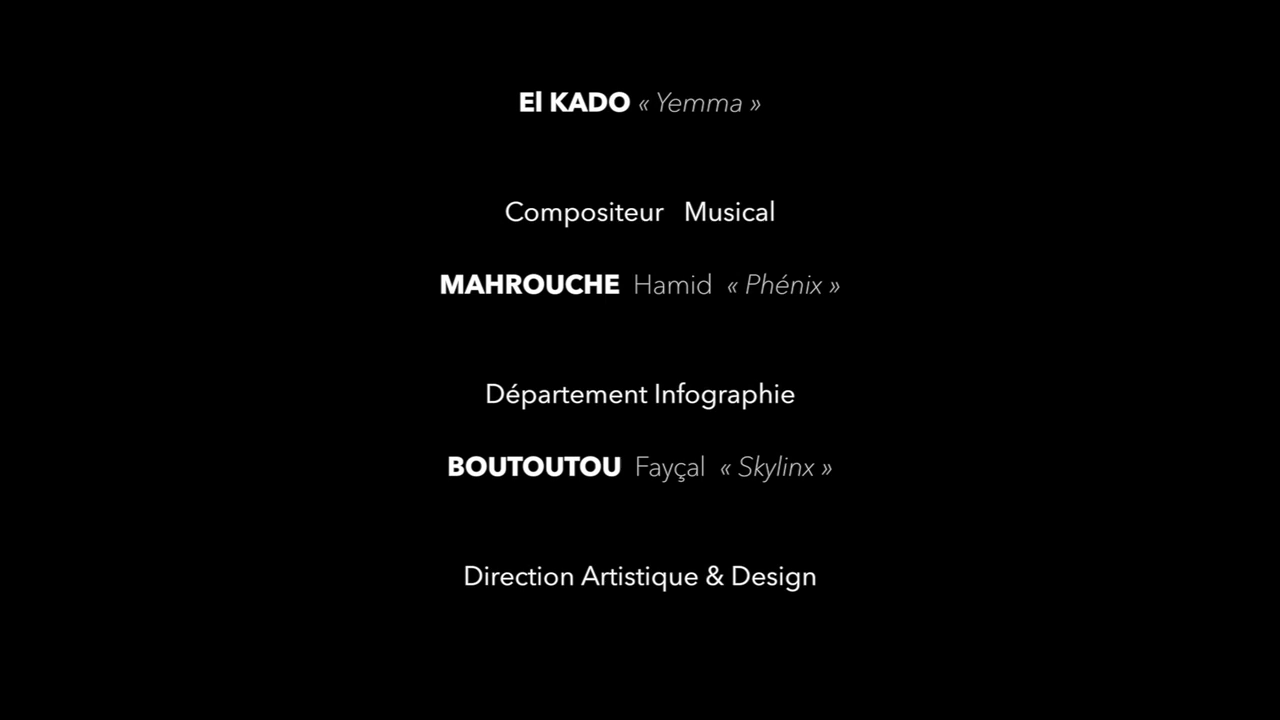 El KADO « Yemma »
Compositeur Musical
MAHROUCHE Hamid « Phénix »
Département Infographie
BOUTOUTOU Fayçal « Skylinx »
Direction Artistique & Design